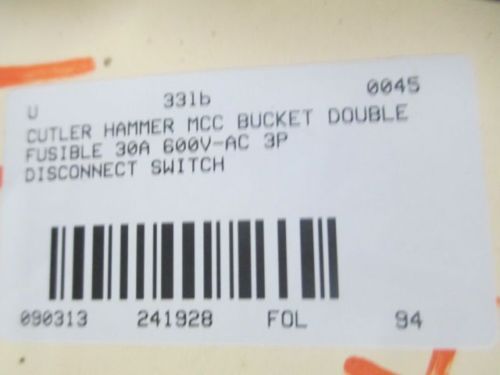 U 331b 0045
CUTLER HAMMER MCC BUCKET DOUBLE
FUSIBLE 30A 600V-AC 3P
DISCONNECT SWITCH
090313 241928 FOL 94